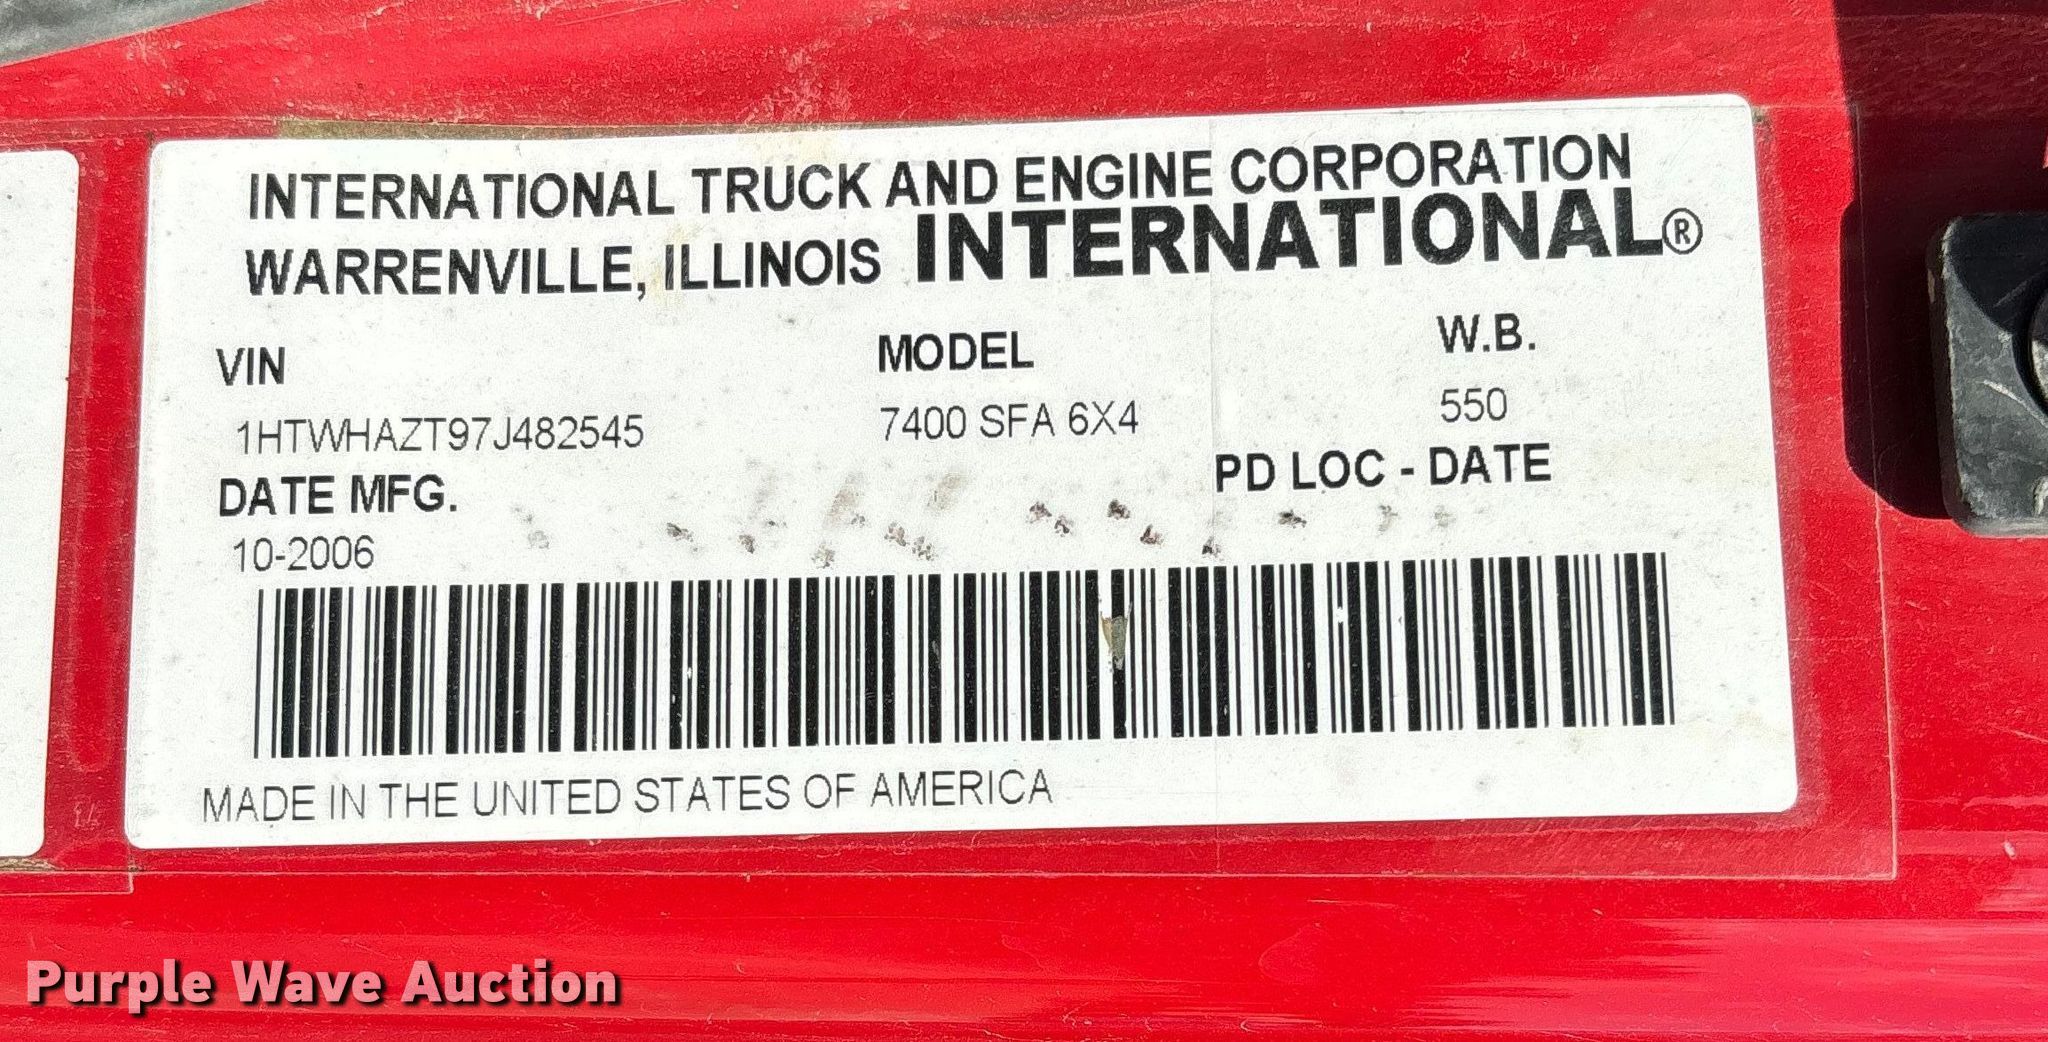 INTERNATIONAL TRUCK AND ENGINE CORPORATION
WARRENVILLE, ILLINOIS INTERNATIONAL®
VIN MODEL W.B.
1HTWHAZT97J482545 7400 SFA 6X4 550
DATE MFG. PD LOC - DATE
10-2006
MADE IN THE UNITED STATES OF AMERICA
Purple Wave Auction